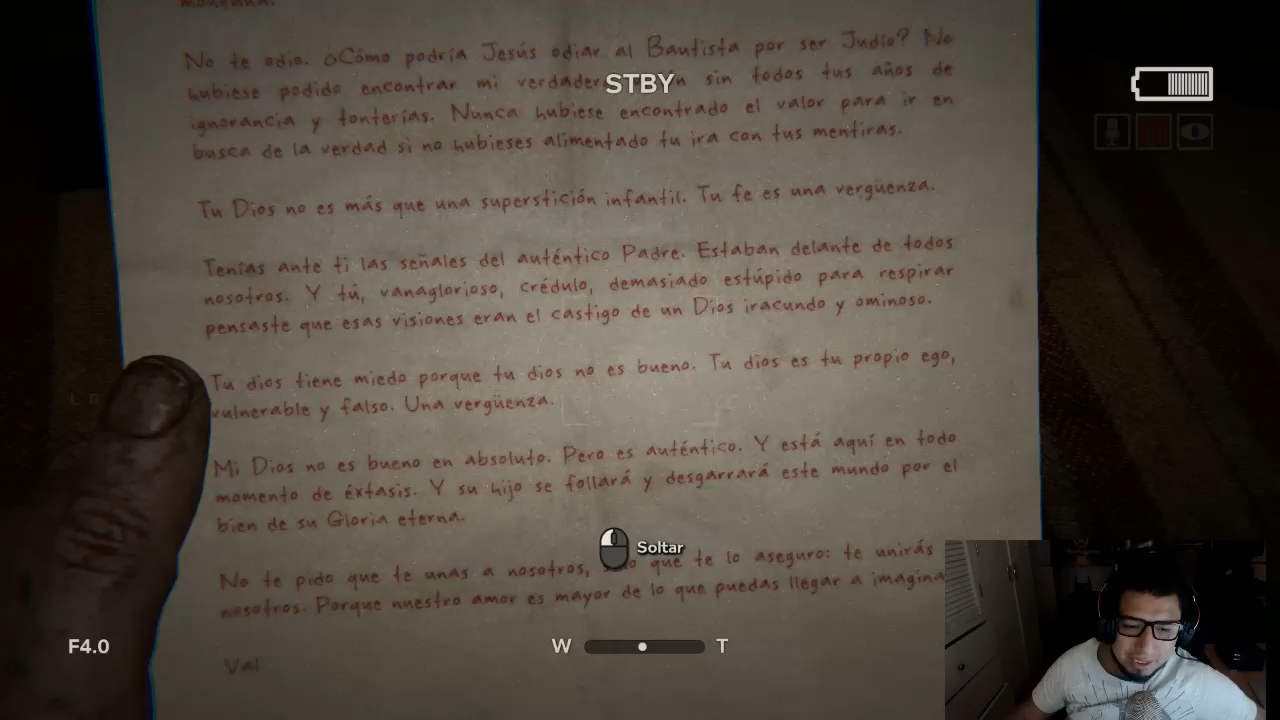 montaña.
No te odio. ¿Cómo podría Jesús odiar al Bautista por ser Judío? No
hubiese podido encontrar mi verdader n sin todos tus años de
ignorancia y tonterías. Nunca hubiese encontrado el valor para ir en
busca de la verdad si no hubieses alimentado tu ira con tus mentiras.
Tu Dios no es más que una superstición infantil. Tu fe es una vergüenza.
Tenías ante ti las señales del auténtico Padre. Estaban delante de todos
nosotros. Y tú, vanaglorioso, crédulo, demasiado estúpido para respirar
pensaste que esas visiones eran el castigo de un Dios iracundo y ominoso.
Tu dios tiene miedo porque tu dios no es bueno. Tu dios es tu propio ego,
vulnerable y falso. Una vergüenza.
Mi Dios no es bueno en absoluto. Pero es auténtico. Y está aquí en todo
momento de éxtasis. Y su hijo se follará y desgarrará este mundo por el
bien de su Gloria eterna.
No te pido que te unas a nosotros, que te lo aseguro: te unirás
nosotros. Porque nuestro amor es mayor de lo que puedas llegar a imagina
Val
STBY
Soltar
F4.0
W T